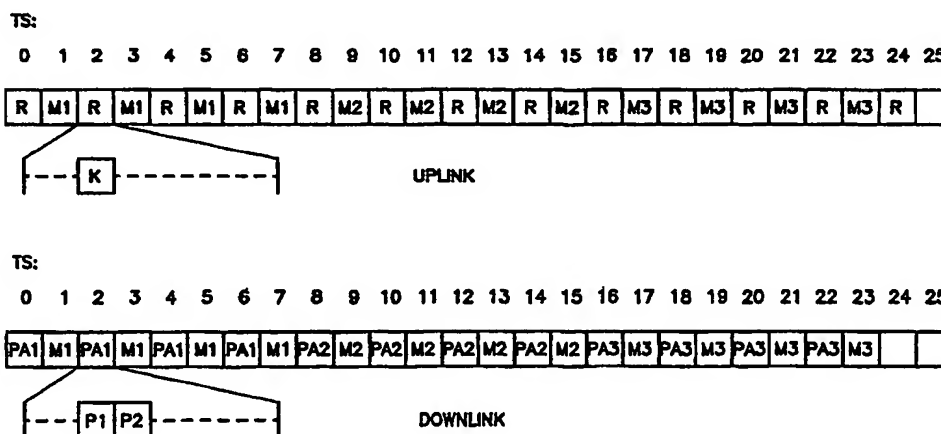 TS:
0 1 2 3 4 5 6 7 8 9 10 11 12 13 14 15 16 17 18 19 20 21 22 23 24 25
R M1 R M1 R M1 R M1 R M2 R M2 R M2 R M2 R M3 R M3 R M3 R M3 R
K UPLINK
TS:
0 1 2 3 4 5 6 7 8 9 10 11 12 13 14 15 16 17 18 19 20 21 22 23 24 25
PA1 M1 PA1 M1 PA1 M1 PA1 M1 PA2 M2 PA2 M2 PA2 M2 PA2 M2 PA3 M3 PA3 M3 PA3 M3 PA3 M3
P1 P2 DOWNLINK